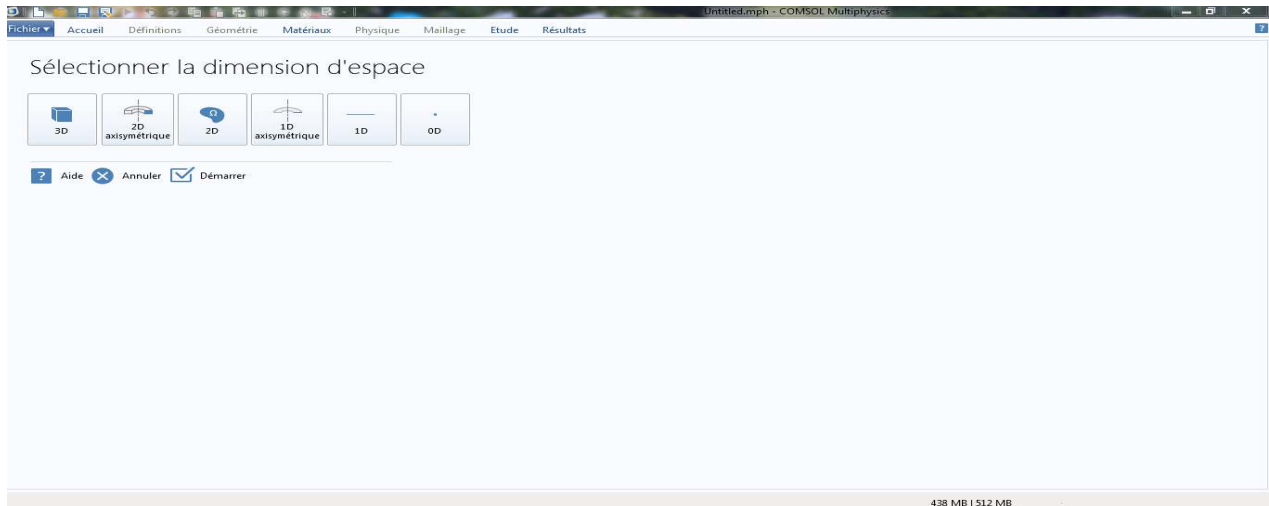 Untitled.mph - COMSOL Multiphysics
Fichier Accueil Définitions Géométrie Matériaux Physique Maillage Etude Résultats ?
Sélectionner la dimension d'espace
3D
2D
axisymétrique
Ω
2D
1D
axisymétrique
1D
0D
? Aide Annuler Démarrer
438 MB | 512 MB